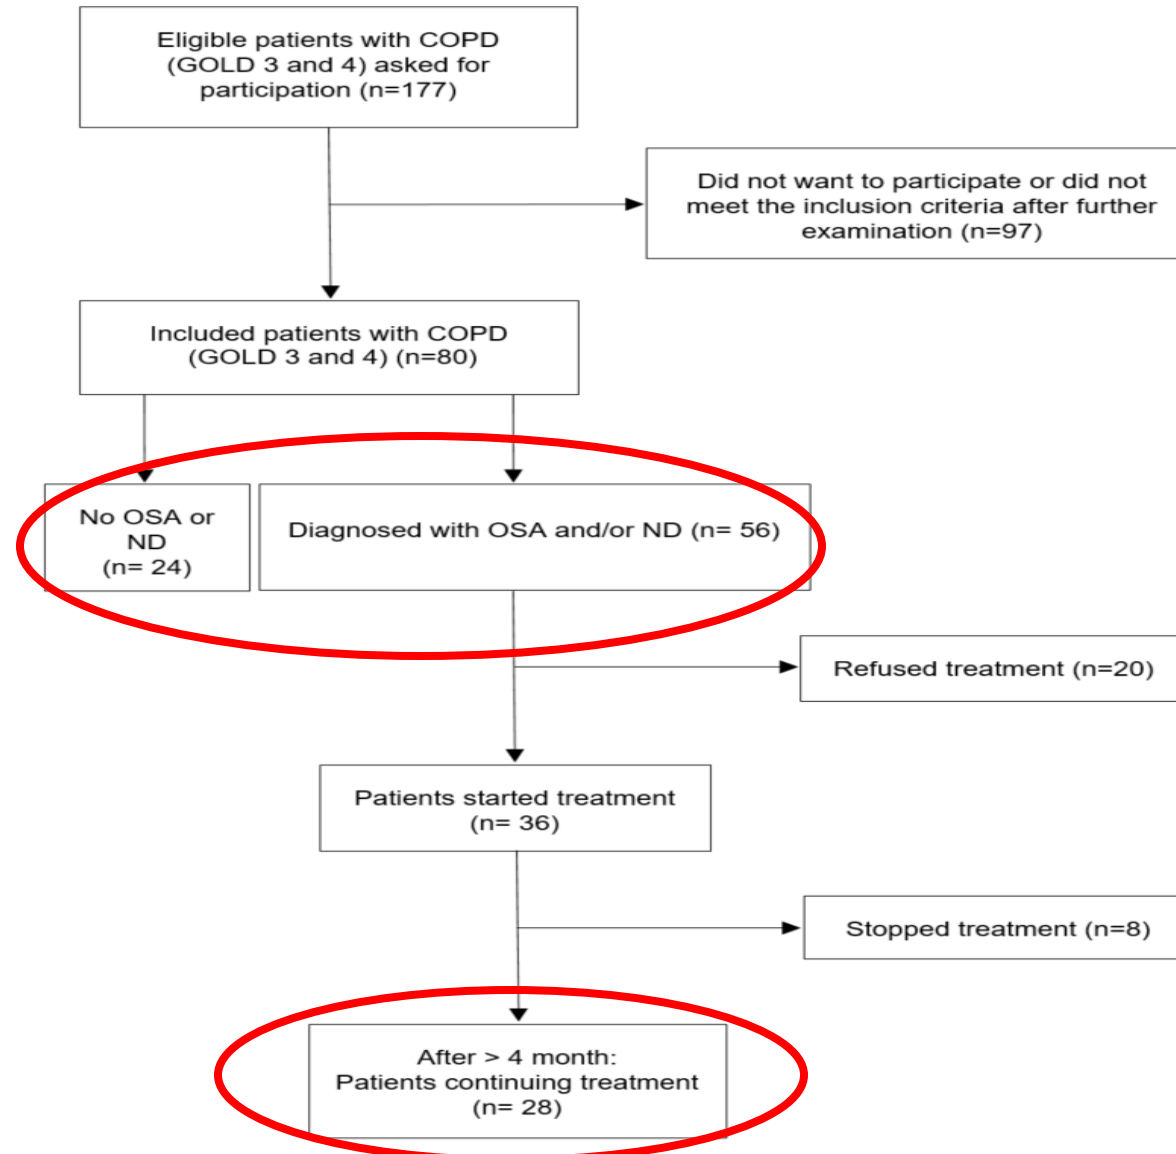 Eligible patients with COPD
(GOLD 3 and 4) asked for
participation (n=177)
Did not want to participate or did not
meet the inclusion criteria after further
examination (n=97)
Included patients with COPD
(GOLD 3 and 4) (n=80)
No OSA or
ND
(n= 24)
Diagnosed with OSA and/or ND (n= 56)
Refused treatment (n=20)
Patients started treatment
(n= 36)
Stopped treatment (n=8)
After > 4 month:
Patients continuing treatment
(n= 28)